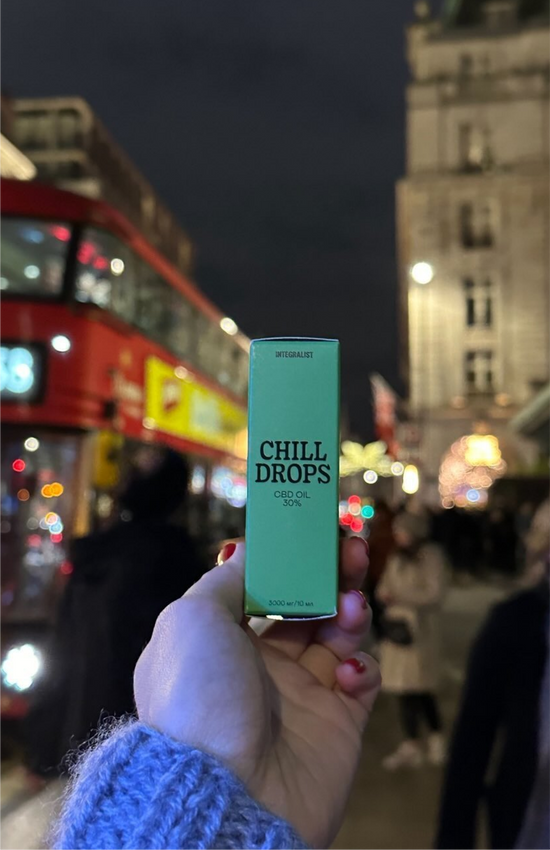 INTEGRALIST
CHILL
DROPS
CBD OIL
30%
3000 мг/10 мл